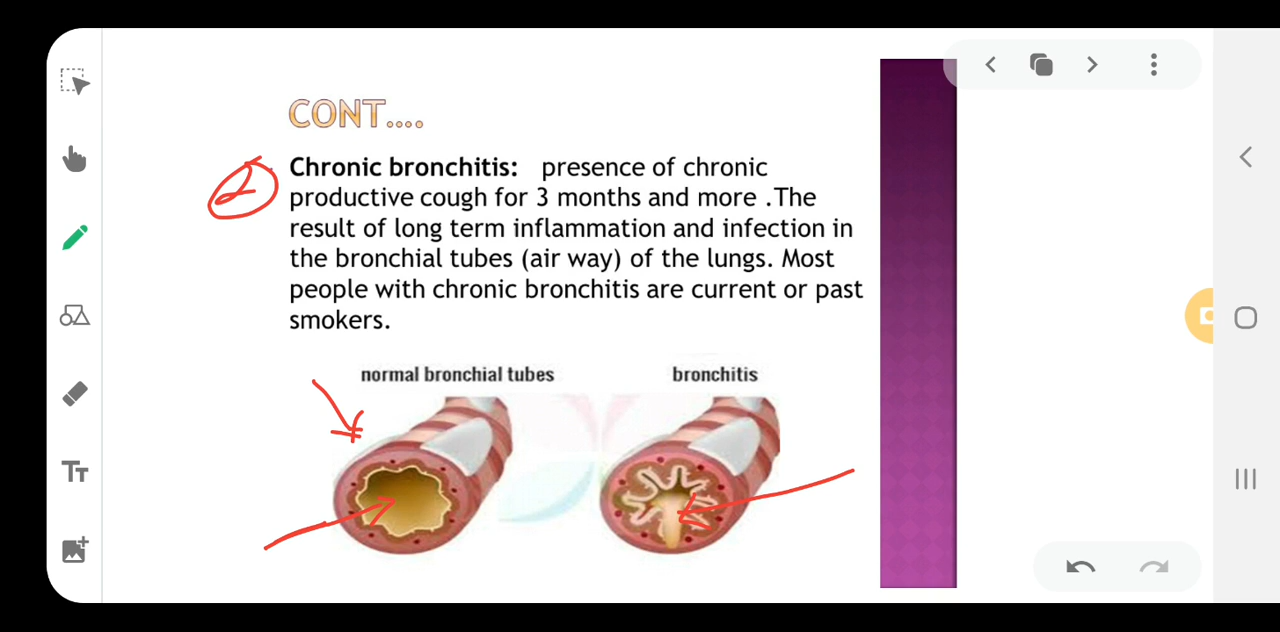 CONT....
2
Chronic bronchitis: presence of chronic
productive cough for 3 months and more .The
result of long term inflammation and infection in
the bronchial tubes (air way) of the lungs. Most
people with chronic bronchitis are current or past
smokers.
normal bronchial tubes
bronchitis
TT